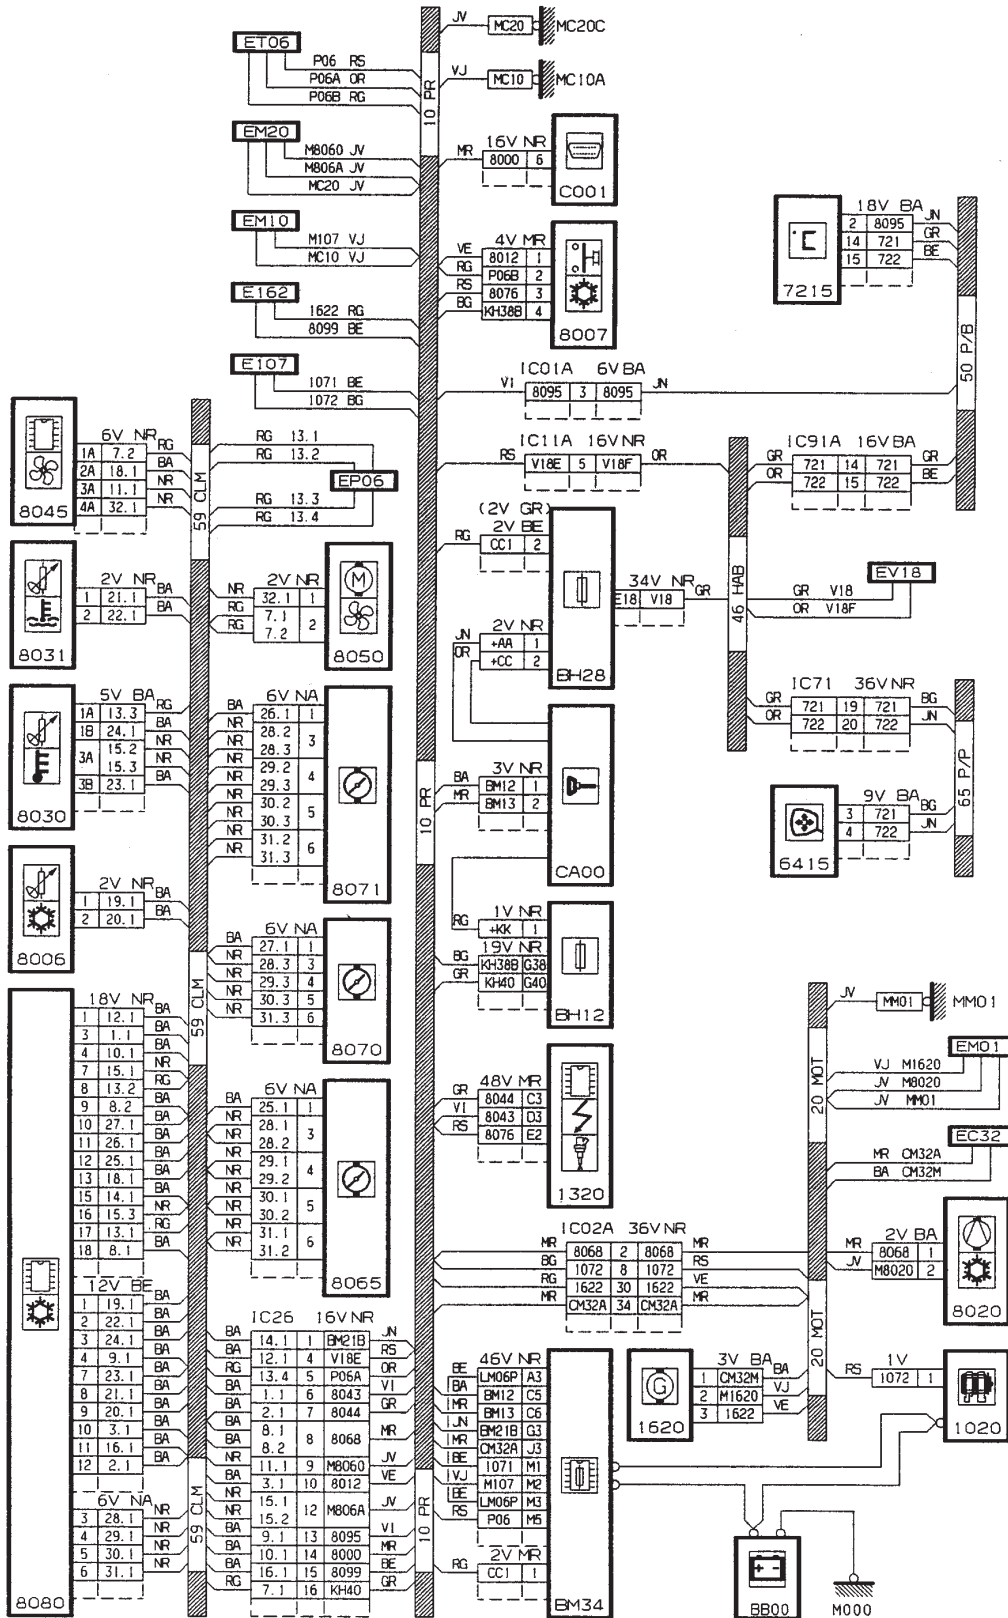 JV MC20 MC20C
VJ MC10 MC10A
ET06
P06 RS
P06A OR
P06B RG
10 PR
EM20
M8060 JV
M806A JV
MC20 JV
16V NR
MR 8000 6
C001
EM10
M107 VJ
MC10 VJ
4V MR
VE 8012 1
RG P06B 2
RS 8076 3
BG KH38B 4
8007
18V BA
2 8095 JN
14 721 GR
15 722 BE
7215
50 P/B
E162
1622 RG
8099 BE
E107
1071 BE
1072 BG
IC01A 6V BA
VI 8095 3 8095 JN
IC11A 16V NR
RS V18E 5 V18F OR
IC91A 16V BA
GR 721 14 721 GR
OR 722 15 722 BE
6V NR
1A 7.2 RG
2A 18.1 BA
3A 11.1 NR
4A 32.1 NR
8045
59 CLM
RG 13.1
RG 13.2
EP06
RG 13.3
RG 13.4
(2V GR)
2V BE
RG CC1 2
34V NR
E18 V18 GR
2V NR
JN +AA 1
OR +CC 2
BH28
46 HAB
EV18
GR V18
OR V18F
2V NR
1 21.1 BA
2 22.1 BA
8031
2V NR
NR 32.1 1
RG 7.1
RG 7.2 2
M
8050
IC71 36V NR
GR 721 19 721 BG
OR 722 20 722 JN
65 P/P
9V BA
3 721 BG
4 722 JN
6415
5V BA
1A 13.3 RG
1B 24.1 BA
3A 15.2 NR
15.3 NR
3B 23.1 BA
8030
6V NA
BA 26.1 1
NR 28.2 3
NR 28.3
NR 29.2 4
NR 29.3
NR 30.2 5
NR 30.3
NR 31.2 6
NR 31.3
8071
10 PR
3V NR
BA BM12 1
MR BM13 2
CA00
2V NR
1 19.1 BA
2 20.1 BA
8006
6V NA
BA 27.1 1
NR 28.3 3
NR 29.3 4
NR 30.3 5
NR 31.3 6
8070
59 CLM
1V NR
RG +KK 1
19V NR
BG KH38B G38
GR KH40 G40
BH12
JV MM01 MM01
20 MOT
EM01
VJ M1620
JV M8020
JV MM01
EC32
MR CM32A
BA CM32M
18V NR
1 12.1 BA
3 1.1 BA
4 10.1 NR
7 15.1 NR
8 13.2 RG
9 8.2 BA
10 27.1 BA
11 26.1 BA
12 25.1 BA
13 18.1 BA
15 14.1 BA
16 15.3 NR
17 13.1 RG
18 8.1 BA
6V NA
BA 25.1 1
NR 28.1 3
NR 28.2
NR 29.1 4
NR 29.2
NR 30.1 5
NR 30.2
NR 31.1 6
NR 31.2
8065
48V MR
GR 8044 C3
VI 8043 D3
RS 8076 E2
1320
IC02A 36V NR
MR 8068 2 8068 MR
BG 1072 8 1072 RS
RG 1622 30 1622 VE
MR CM32A 34 CM32A MR
2V BA
MR 8068 1
JV M8020 2
8020
20 MOT
12V BE
1 19.1 BA
2 22.1 BA
3 24.1 BA
4 9.1 BA
7 23.1 BA
8 21.1 BA
9 20.1 BA
10 3.1 BA
11 16.1 BA
12 2.1 BA
6V NA
3 28.1 NR
4 29.1 NR
5 30.1 NR
6 31.1 NR
8080
59 CLM
IC26 16V NR
BA 14.1 1 BM21B JN
BA 12.1 4 V18E RS
RG 13.4 5 P06A OR
BA 1.1 6 8043 VI
BA 2.1 7 8044 GR
BA 8.1 8 8068 MR
BA 8.2
NR 11.1 9 M8060 JV
BA 3.1 10 8012 VE
NR 15.1 12 M806A JV
NR 15.2
BA 9.1 13 8095 VI
BA 10.1 14 8000 MR
BA 16.1 15 8099 BE
RG 7.1 16 KH40 GR
10 PR
46V NR
BE LM06P A3
BA BM12 C5
MR BM13 C6
JN BM21B G3
MR CM32A J3
BE 1071 M1
VJ M107 M2
BE LM06P M3
RS P06 M5
2V MR
RG CC1 1
BM34
G
3V BA
1 CM32M BA
2 M1620 VJ
3 1622 VE
1620
1V
RS 1072 1
1020
BB00
M000